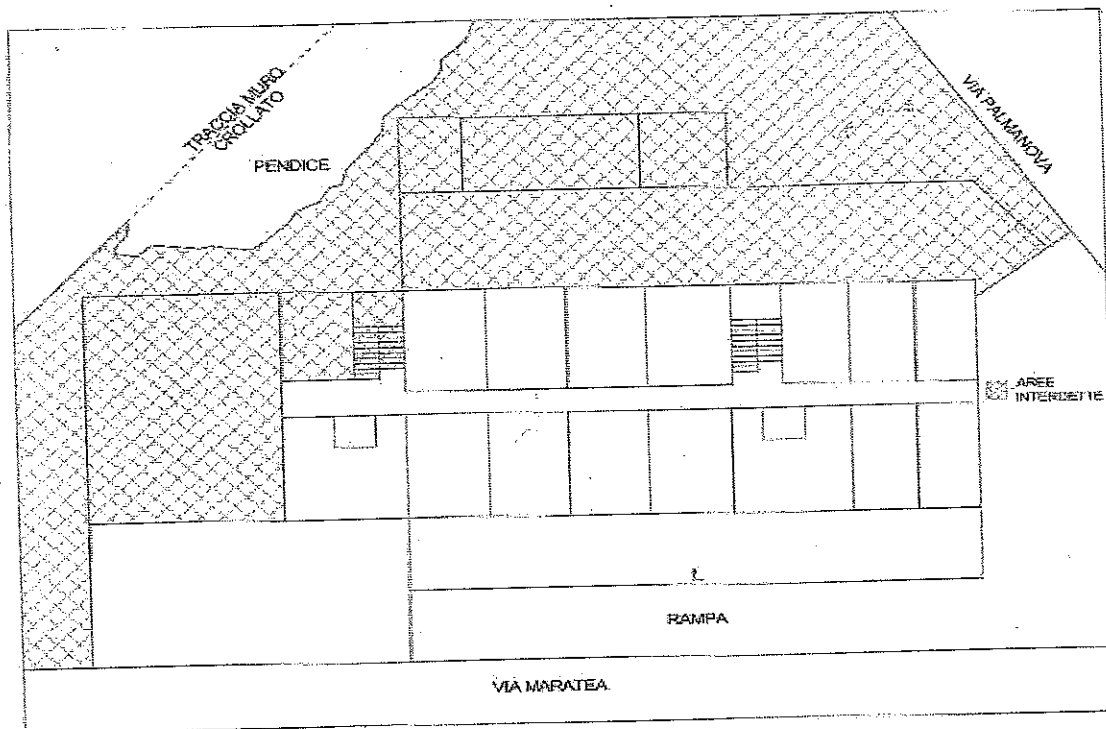 TRACCIA MURO
CROLLATO
PENDICE
VIA PALMANOVA
AREE
INTERDETTE
RAMPA
VIA MARATEA